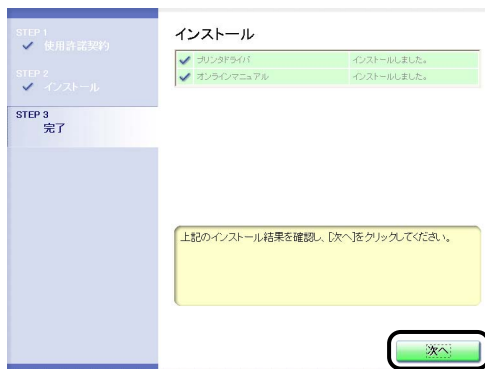 STEP 1
使用許諾契約
STEP 2
インストール
STEP 3
完了
インストール
プリンタドライバ インストールしました。
オンラインマニュアル インストールしました。
上記のインストール結果を確認し、[次へ]をクリックしてください。
次へ